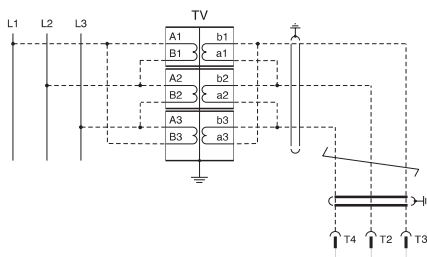 TV
L1 L2 L3
A1 b1
B1 a1
A2 b2
B2 a2
A3 b3
B3 a3
T4 T2 T3